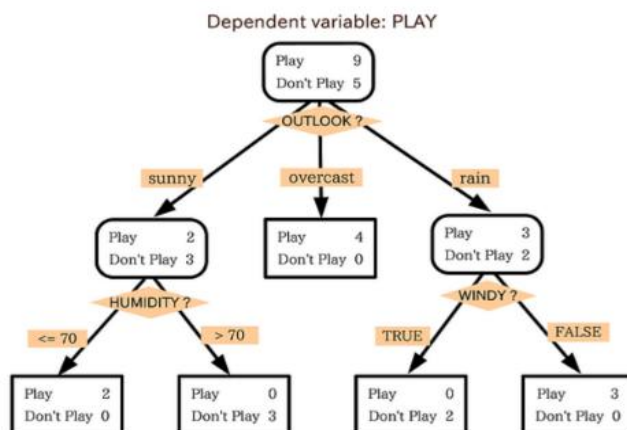 Dependent variable: PLAY
Play 9
Don't Play 5
OUTLOOK ?
sunny
overcast
rain
Play 2
Don't Play 3
Play 4
Don't Play 0
Play 3
Don't Play 2
HUMIDITY ?
WINDY ?
<= 70
> 70
TRUE
FALSE
Play 2
Don't Play 0
Play 0
Don't Play 3
Play 0
Don't Play 2
Play 3
Don't Play 0